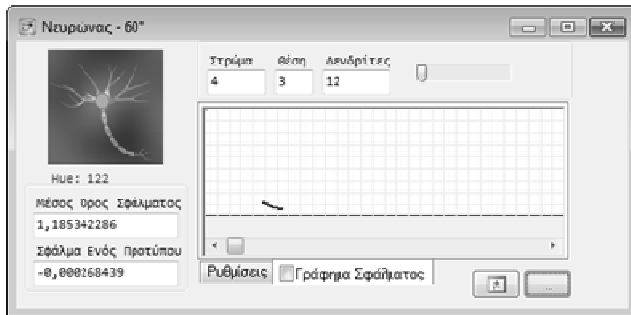 Νευρώνας - 60"
Στρώμα Θέση Δενδρίτες
4 3 12
Hue: 122
Μέσος Όρος Σφάλματος
1,185342286
Σφάλμα Ενός Προτύπου
-0,000268439
Ρυθμίσεις Γράφημα Σφάλματος
...